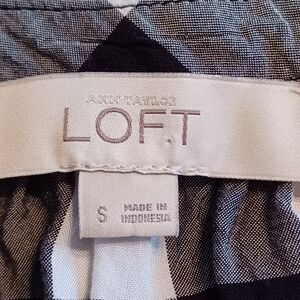 ANN TAYLOR
LOFT
S
MADE IN
INDONESIA